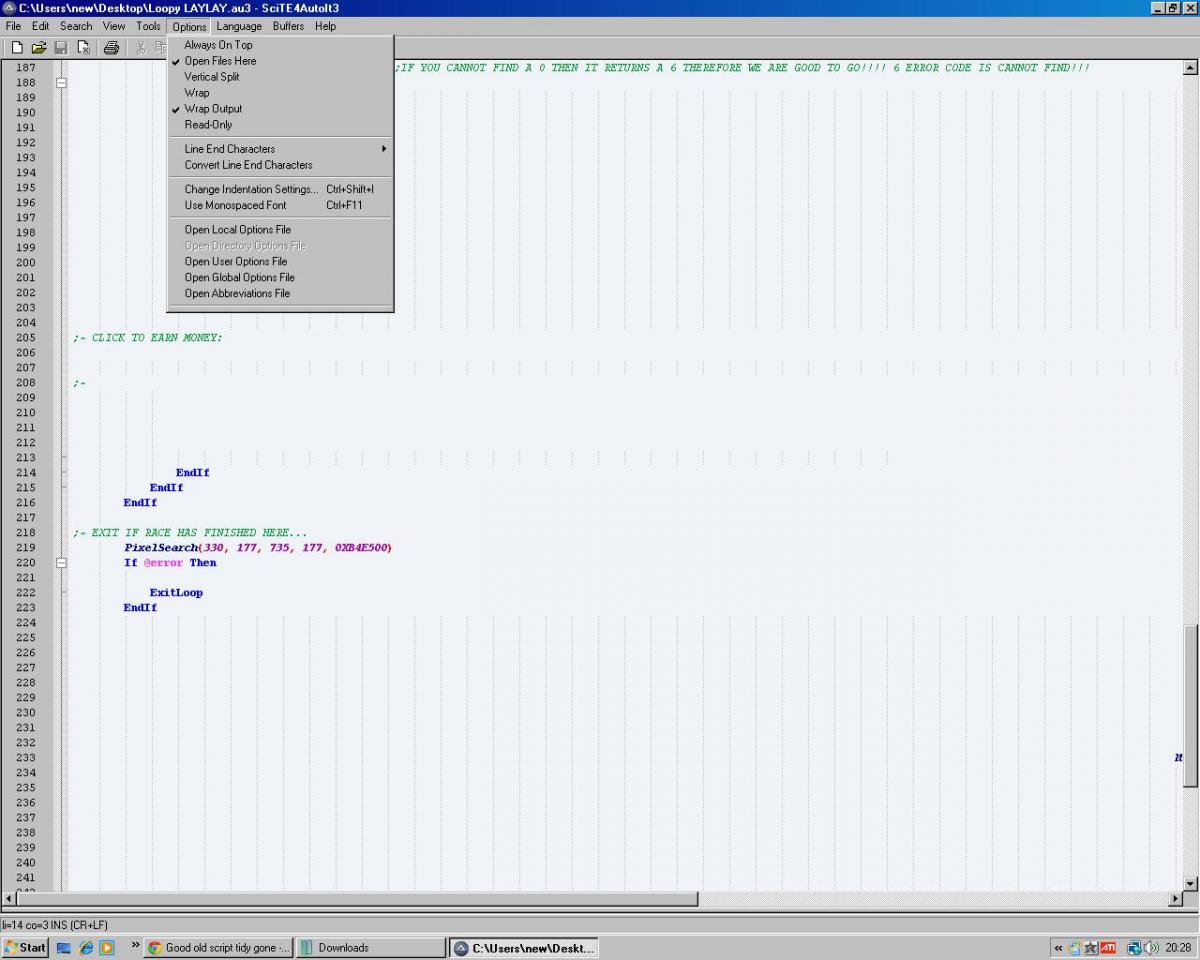 C:\Users\new\Desktop\Loopy LAYLAY.au3 - SciTE4AutoIt3
File Edit Search View Tools Options Language Buffers Help
Always On Top
Open Files Here
Vertical Split
Wrap
Wrap Output
Read-Only
Line End Characters
Convert Line End Characters
Change Indentation Settings... Ctrl+Shift+I
Use Monospaced Font Ctrl+F11
Open Local Options File
Open Directory Options File
Open User Options File
Open Global Options File
Open Abbreviations File
187 ;IF YOU CANNOT FIND A 0 THEN IT RETURNS A 6 THEREFORE WE ARE GOOD TO GO!!!! 6 ERROR CODE IS CANNOT FIND!!!
188
189
190
191
192
193
194
195
196
197
198
199
200
201
202
203
204
205 ;- CLICK TO EARN MONEY:
206
207
208 ;-
209
210
211
212
213
214 EndIf
215 EndIf
216 EndIf
217
218 ;- EXIT IF RACE HAS FINISHED HERE...
219 PixelSearch(330, 177, 735, 177, 0XB4E500)
220 If @error Then
221
222 ExitLoop
223 EndIf
224
225
226
227
228
229
230
231
232
233 M
234
235
236
237
238
239
240
241
li=14 co=3 INS (CR+LF)
Start » Good old script tidy gone -... Downloads C:\Users\new\Deskt... « ATI 20:28